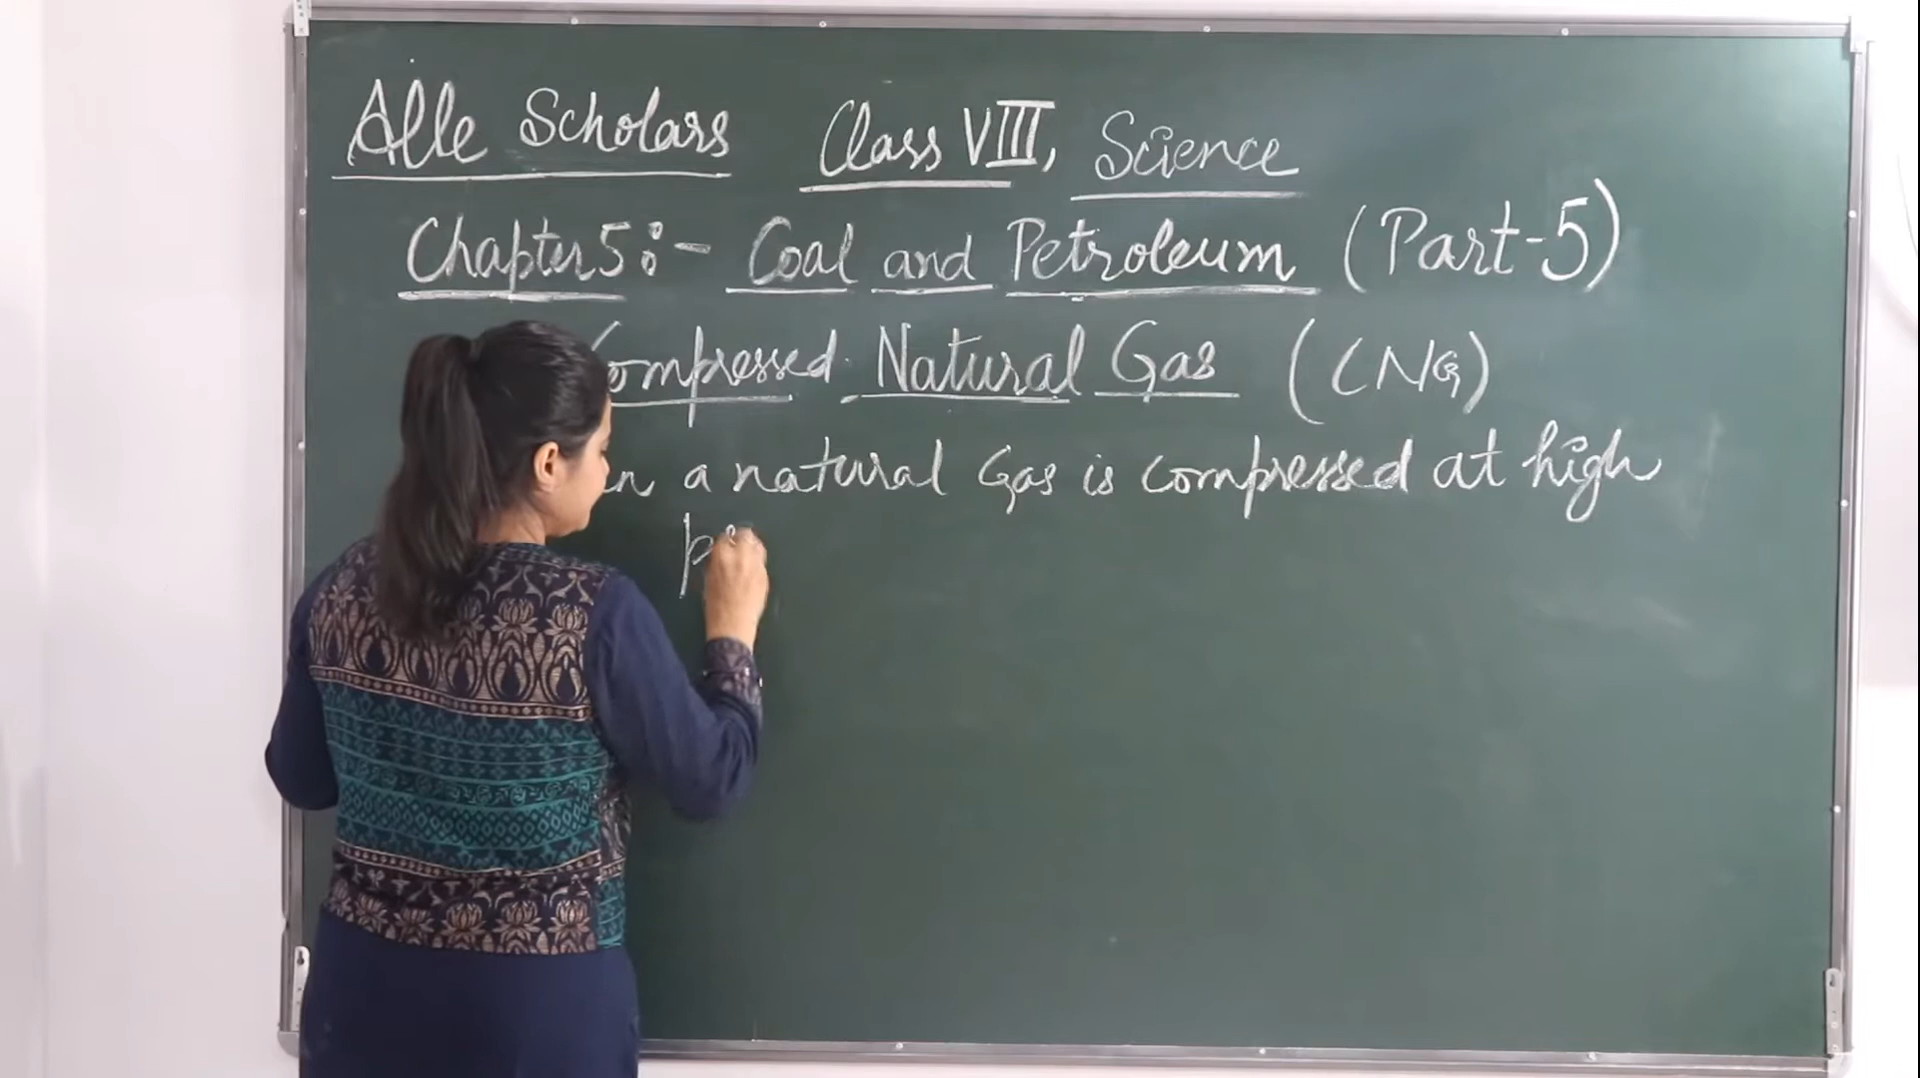 Alle Scholars Class VIII, Science
Chapter 5:- Coal and Petroleum (Part-5)
Compressed Natural Gas (CNG)
a natural Gas is compressed at high